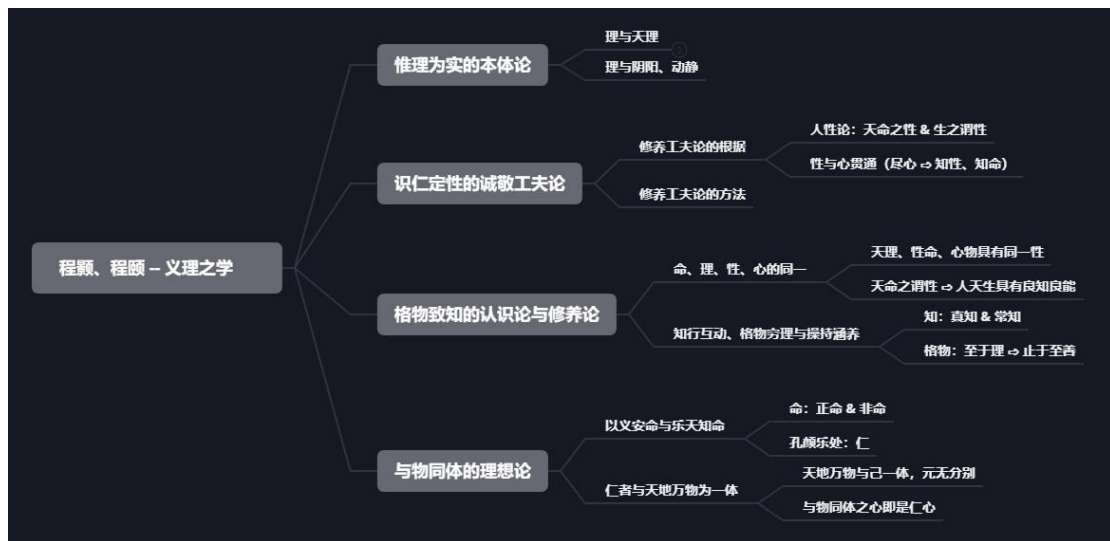 程颢、程颐 – 义理之学
惟理为实的本体论
理与天理
理与阴阳、动静
识仁定性的诚敬工夫论
修养工夫论的根据
人性论：天命之性 & 生之谓性
性与心贯通（尽心 ⇨ 知性、知命）
修养工夫论的方法
格物致知的认识论与修养论
命、理、性、心的同一
天理、性命、心物具有同一性
天命之谓性 ⇨ 人天生具有良知良能
知行互动、格物穷理与操持涵养
知：真知 & 常知
格物：至于理 ⇨ 止于至善
与物同体的理想论
以义安命与乐天知命
命：正命 & 非命
孔颜乐处：仁
仁者与天地万物为一体
天地万物与己一体，元无分别
与物同体之心即是仁心